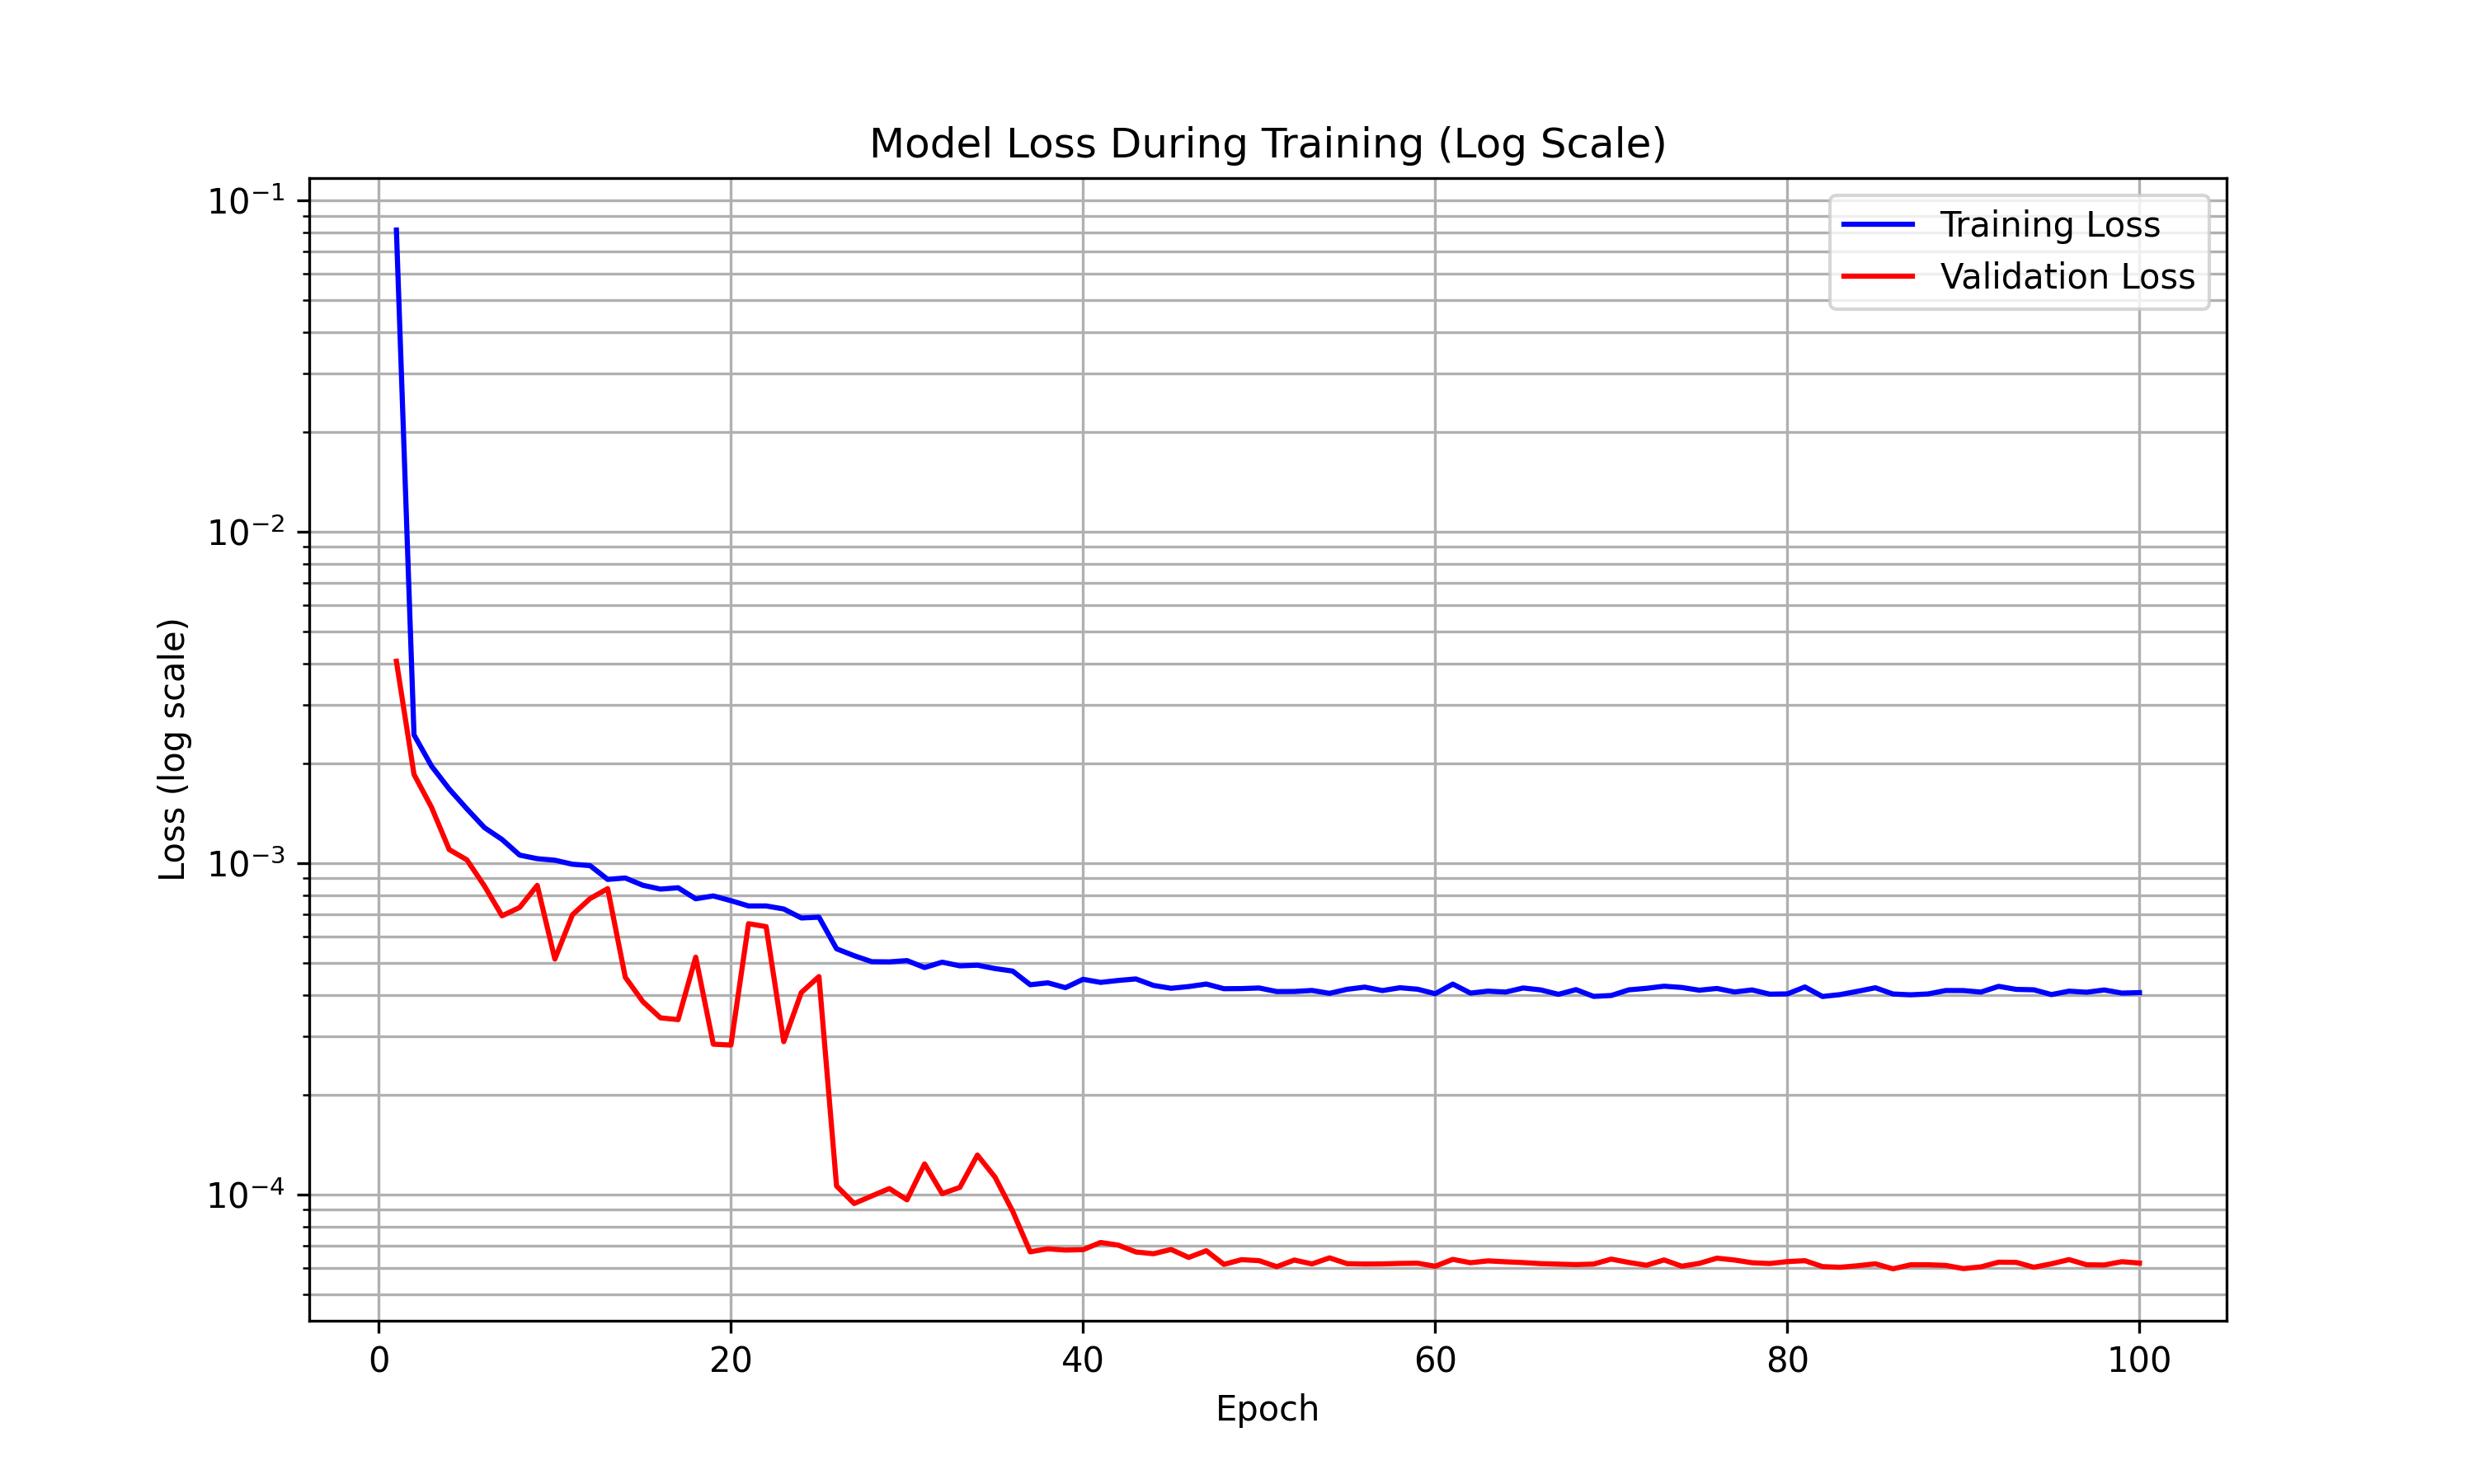 Model Loss During Training (Log Scale)
Training Loss
Validation Loss
10⁻¹
10⁻²
10⁻³
10⁻⁴
Loss (log scale)
0 20 40 60 80 100
Epoch